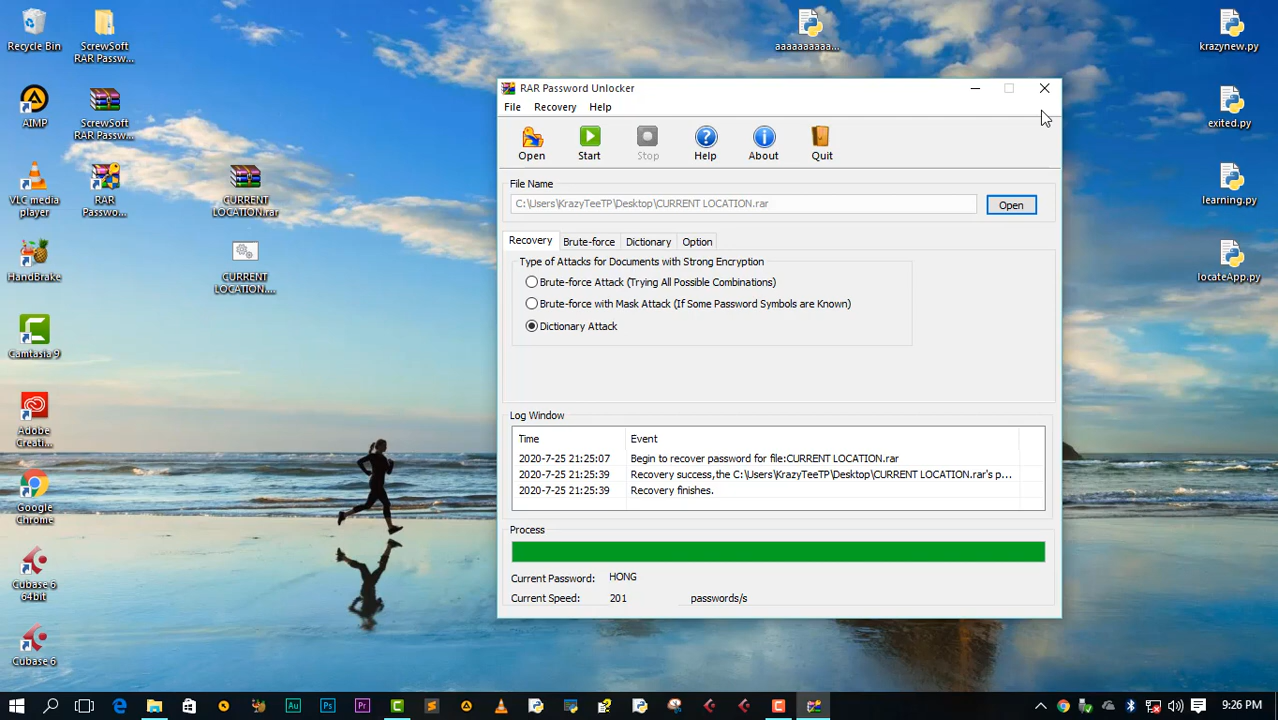 Recycle Bin
ScrewSoft
RAR Passw...
aaaaaaaaaa...
krazynew.py
AIMP
ScrewSoft
RAR Passw...
exited.py
VLC media
player
RAR
Passwo...
CURRENT
LOCATION.rar
learning.py
HandBrake
CURRENT
LOCATION....
locateApp.py
Camtasia 9
Adobe
Creati...
Google
Chrome
Cubase 6
64bit
Cubase 6
RAR Password Unlocker
File Recovery Help
Open Start Stop Help About Quit
File Name
C:\Users\KrazyTeeTP\Desktop\CURRENT LOCATION.rar Open
Recovery Brute-force Dictionary Option
Type of Attacks for Documents with Strong Encryption
Brute-force Attack (Trying All Possible Combinations)
Brute-force with Mask Attack (If Some Password Symbols are Known)
Dictionary Attack
Log Window
Time Event
2020-7-25 21:25:07 Begin to recover password for file:CURRENT LOCATION.rar
2020-7-25 21:25:39 Recovery success,the C:\Users\KrazyTeeTP\Desktop\CURRENT LOCATION.rar's p...
2020-7-25 21:25:39 Recovery finishes.
Process
Current Password: HONG
Current Speed: 201 passwords/s
Au Ps Pr
9:26 PM